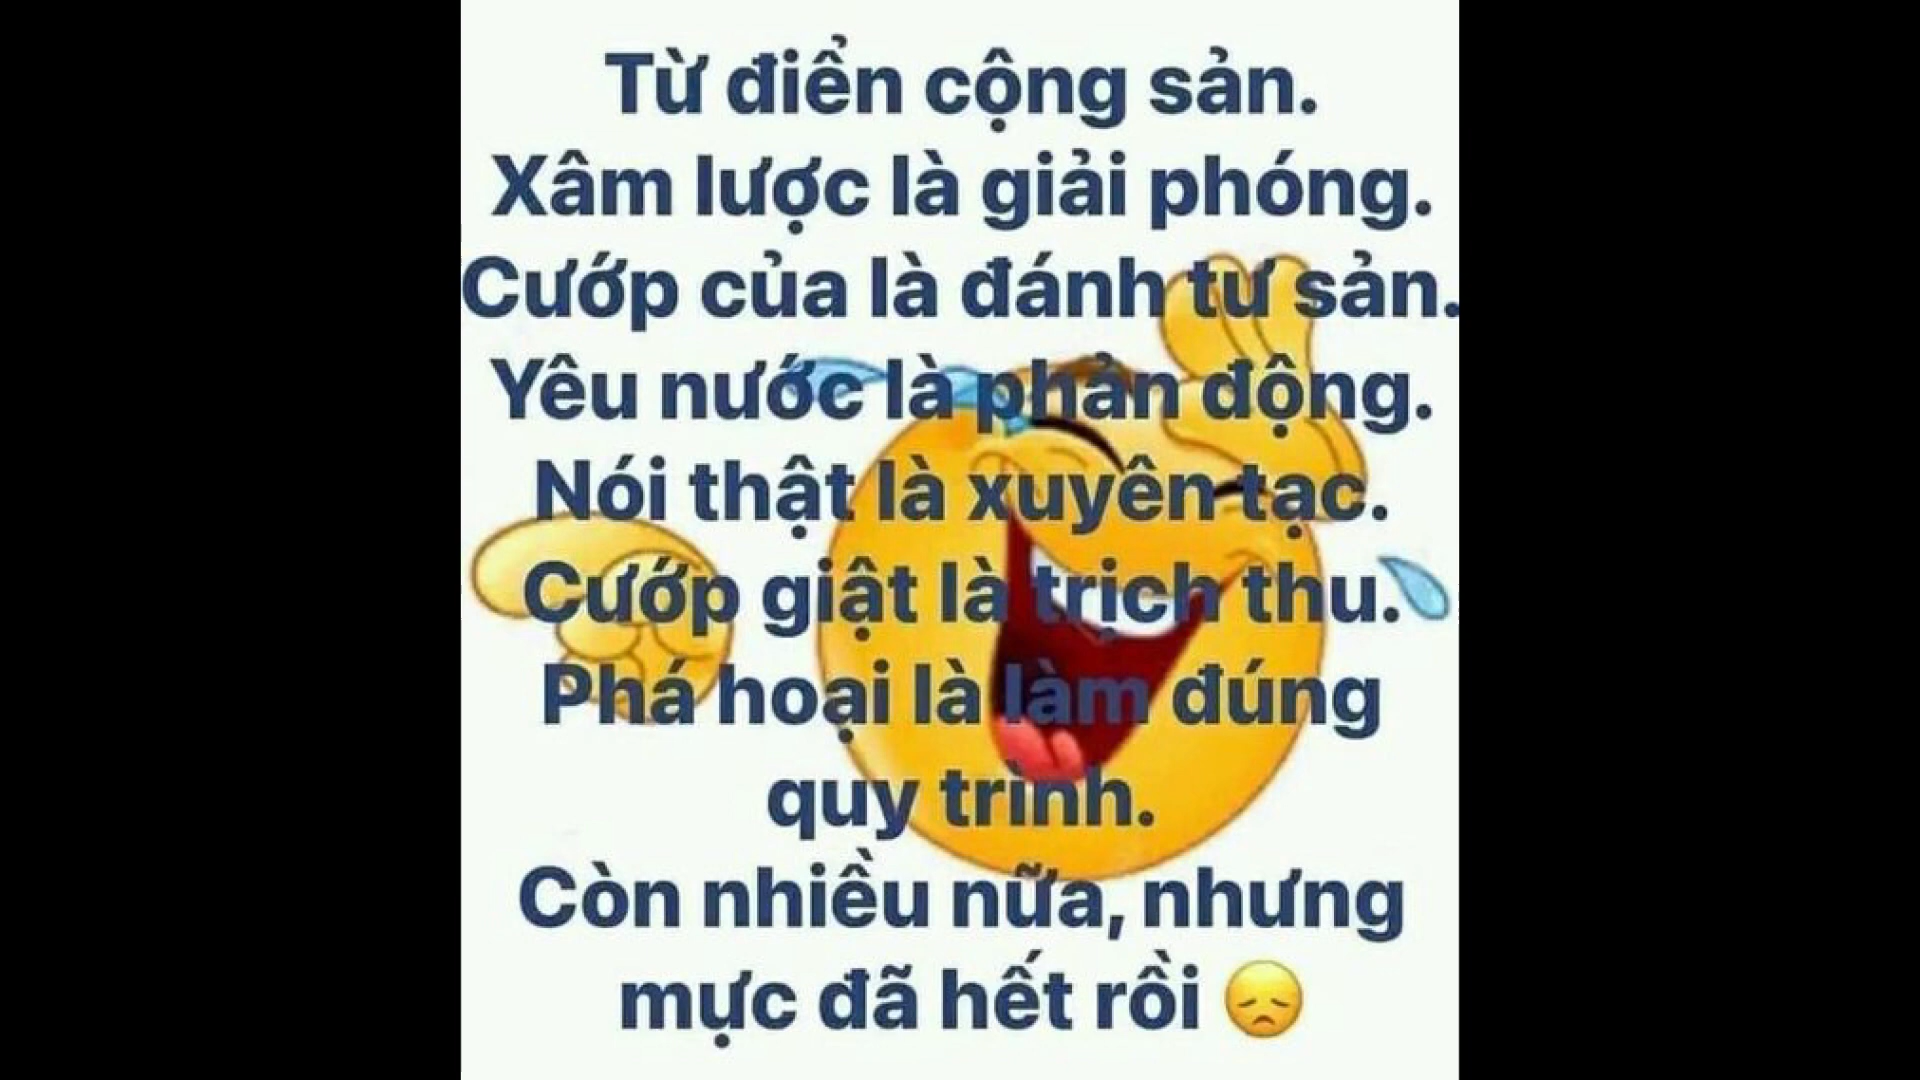 Từ điển cộng sản.
Xâm lược là giải phóng.
Cướp của là đánh tư sản.
Yêu nước là phản động.
Nói thật là xuyên tạc.
Cướp giật là trịch thu.
Phá hoại là làm đúng
quy trình.
Còn nhiều nữa, nhưng
mực đã hết rồi 😞